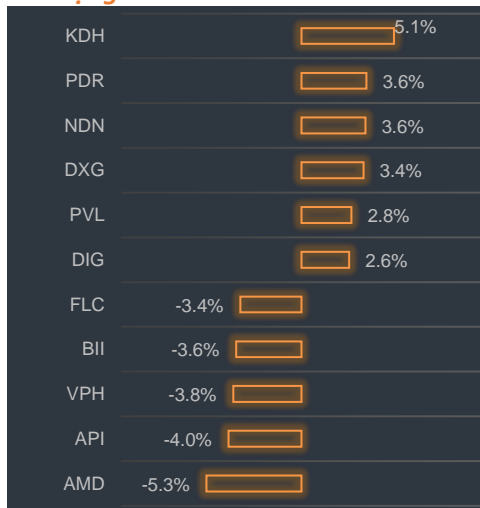 KDH 5.1%
PDR 3.6%
NDN 3.6%
DXG 3.4%
PVL 2.8%
DIG 2.6%
FLC -3.4%
BII -3.6%
VPH -3.8%
API -4.0%
AMD -5.3%